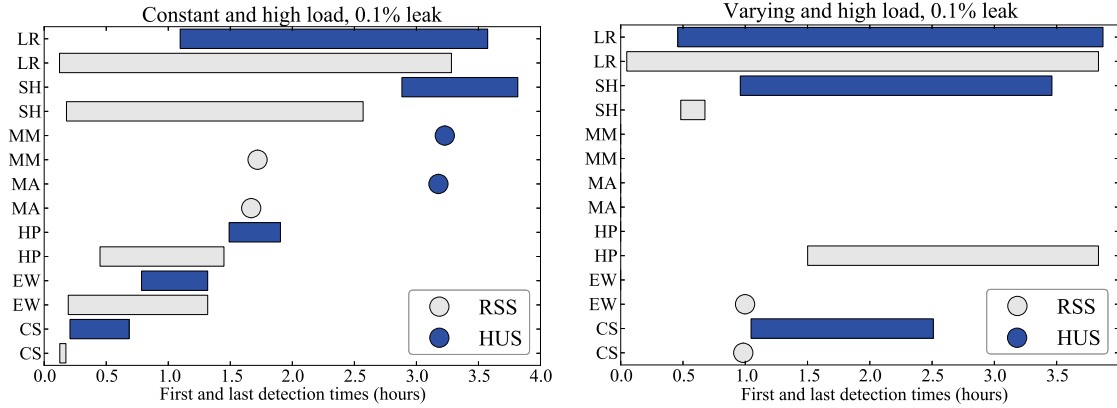 Constant and high load, 0.1% leak
LR
LR
SH
SH
MM
MM
MA
MA
HP
HP
EW
EW
CS
CS
RSS
HUS
0.0 0.5 1.0 1.5 2.0 2.5 3.0 3.5 4.0
First and last detection times (hours)
Varying and high load, 0.1% leak
LR
LR
SH
SH
MM
MM
MA
MA
HP
HP
EW
EW
CS
CS
RSS
HUS
0.0 0.5 1.0 1.5 2.0 2.5 3.0 3.5
First and last detection times (hours)